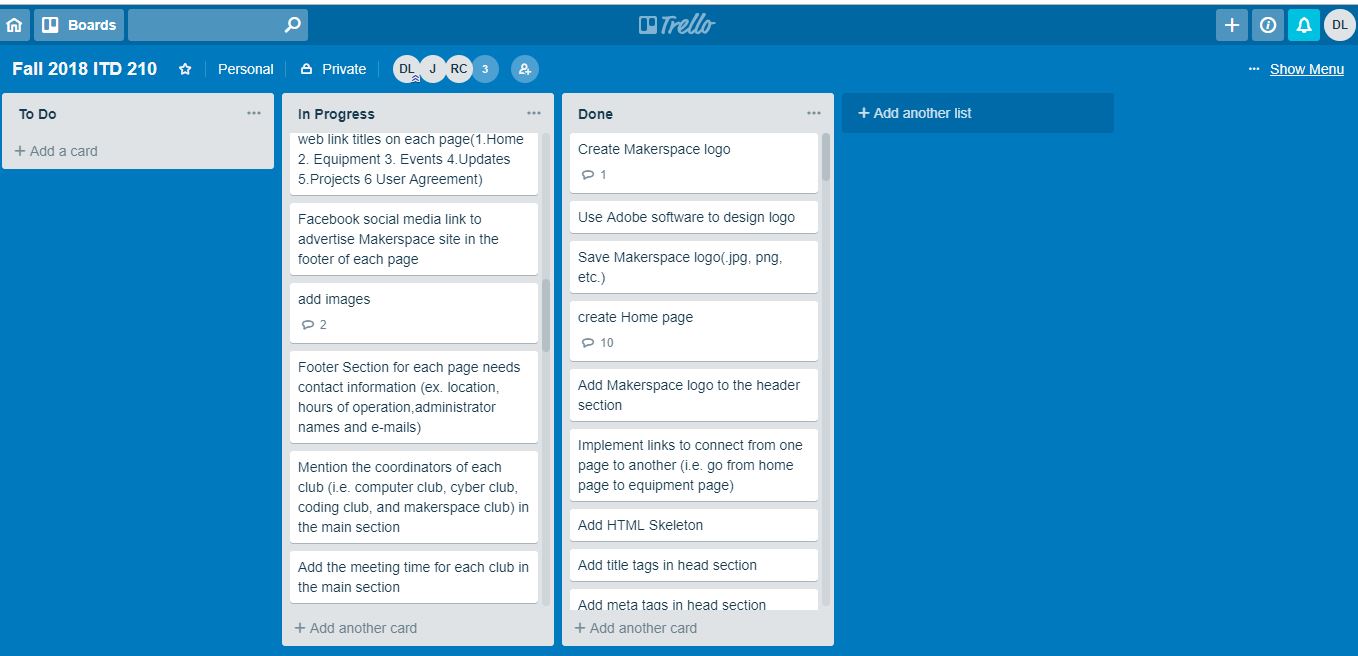 Boards
Trello
+
DL
Fall 2018 ITD 210
Personal
Private
DL
J
RC
3
... Show Menu
To Do
...
+ Add a card
In Progress
...
web link titles on each page(1.Home
2. Equipment 3. Events 4.Updates
5.Projects 6 User Agreement)
Facebook social media link to
advertise Makerspace site in the
footer of each page
add images
2
Footer Section for each page needs
contact information (ex. location,
hours of operation,administrator
names and e-mails)
Mention the coordinators of each
club (i.e. computer club, cyber club,
coding club, and makerspace club) in
the main section
Add the meeting time for each club in
the main section
+ Add another card
Done
...
Create Makerspace logo
1
Use Adobe software to design logo
Save Makerspace logo(.jpg, png,
etc.)
create Home page
10
Add Makerspace logo to the header
section
Implement links to connect from one
page to another (i.e. go from home
page to equipment page)
Add HTML Skeleton
Add title tags in head section
Add meta tags in head section
+ Add another card
+ Add another list